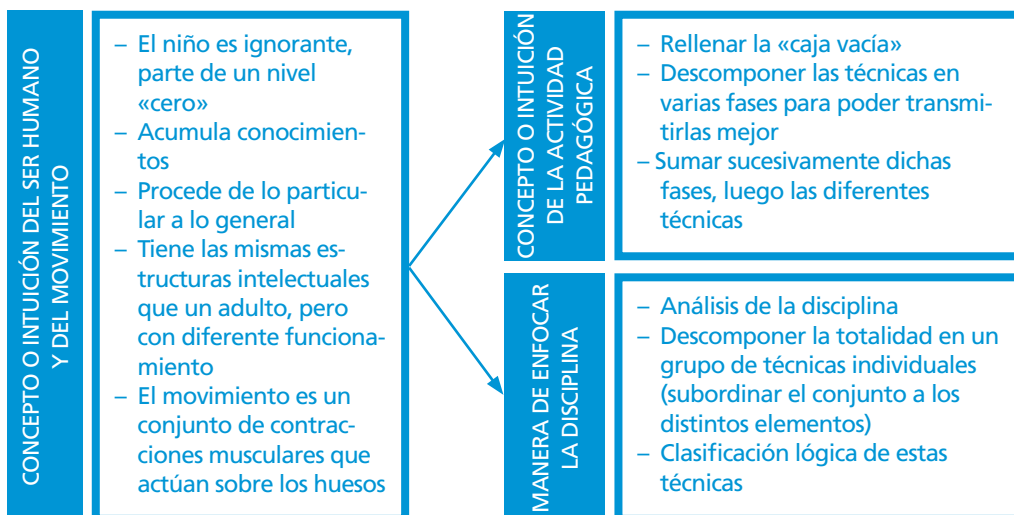 CONCEPTO O INTUICIÓN DEL SER HUMANO
Y DEL MOVIMIENTO
– El niño es ignorante,
parte de un nivel
«cero»
– Acumula conocimien-
tos
– Procede de lo particu-
lar a lo general
– Tiene las mismas es-
tructuras intelectuales
que un adulto, pero
con diferente funciona-
miento
– El movimiento es un
conjunto de contrac-
ciones musculares que
actúan sobre los huesos
CONCEPTO O INTUICIÓN
DE LA ACTIVIDAD
PEDAGÓGICA
– Rellenar la «caja vacía»
– Descomponer las técnicas en
varias fases para poder transmi-
tirlas mejor
– Sumar sucesivamente dichas
fases, luego las diferentes
técnicas
MANERA DE ENFOCAR
LA DISCIPLINA
– Análisis de la disciplina
– Descomponer la totalidad en un
grupo de técnicas individuales
(subordinar el conjunto a los
distintos elementos)
– Clasificación lógica de estas
técnicas